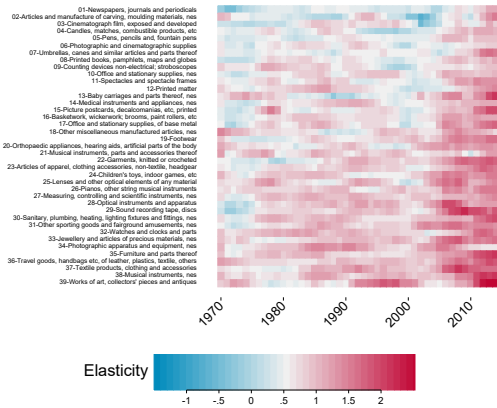 01-Newspapers, journals and periodicals
02-Articles and manufacture of carving, moulding materials, nes
03-Cinematograph film, exposed and developed
04-Candles, matches, combustible products, etc
05-Pens, pencils and, fountain pens
06-Photographic and cinematographic supplies
07-Umbrellas, canes and similar articles and parts thereof
08-Printed books, pamphlets, maps and globes
09-Counting devices non-electrical; stroboscopes
10-Office and stationary supplies, nes
11-Spectacles and spectacle frames
12-Printed matter
13-Baby carriages and parts thereof, nes
14-Medical instruments and appliances, nes
15-Picture postcards, decalcomanias, etc, printed
16-Basketwork, wickerwork; brooms, paint rollers, etc
17-Office and stationary supplies, of base metal
18-Other miscellaneous manufactured articles, nes
19-Footwear
20-Orthopaedic appliances, hearing aids, artificial parts of the body
21-Musical instruments, parts and accessories thereof
22-Garments, knitted or crocheted
23-Articles of apparel, clothing accessories, non-textile, headgear
24-Children's toys, indoor games, etc
25-Lenses and other optical elements of any material
26-Pianos, other string musical instruments
27-Measuring, controlling and scientific instruments, nes
28-Optical instruments and apparatus
29-Sound recording tape, discs
30-Sanitary, plumbing, heating, lighting fixtures and fittings, nes
31-Other sporting goods and fairground amusements, nes
32-Watches and clocks and parts
33-Jewellery and articles of precious materials, nes
34-Photographic apparatus and equipment, nes
35-Furniture and parts thereof
36-Travel goods, handbags etc, of leather, plastics, textile, others
37-Textile products, clothing and accessories
38-Musical instruments, nes
39-Works of art, collectors' pieces and antiques
1970 1980 1990 2000 2010
Elasticity
-1 -.5 0 .5 1 1.5 2